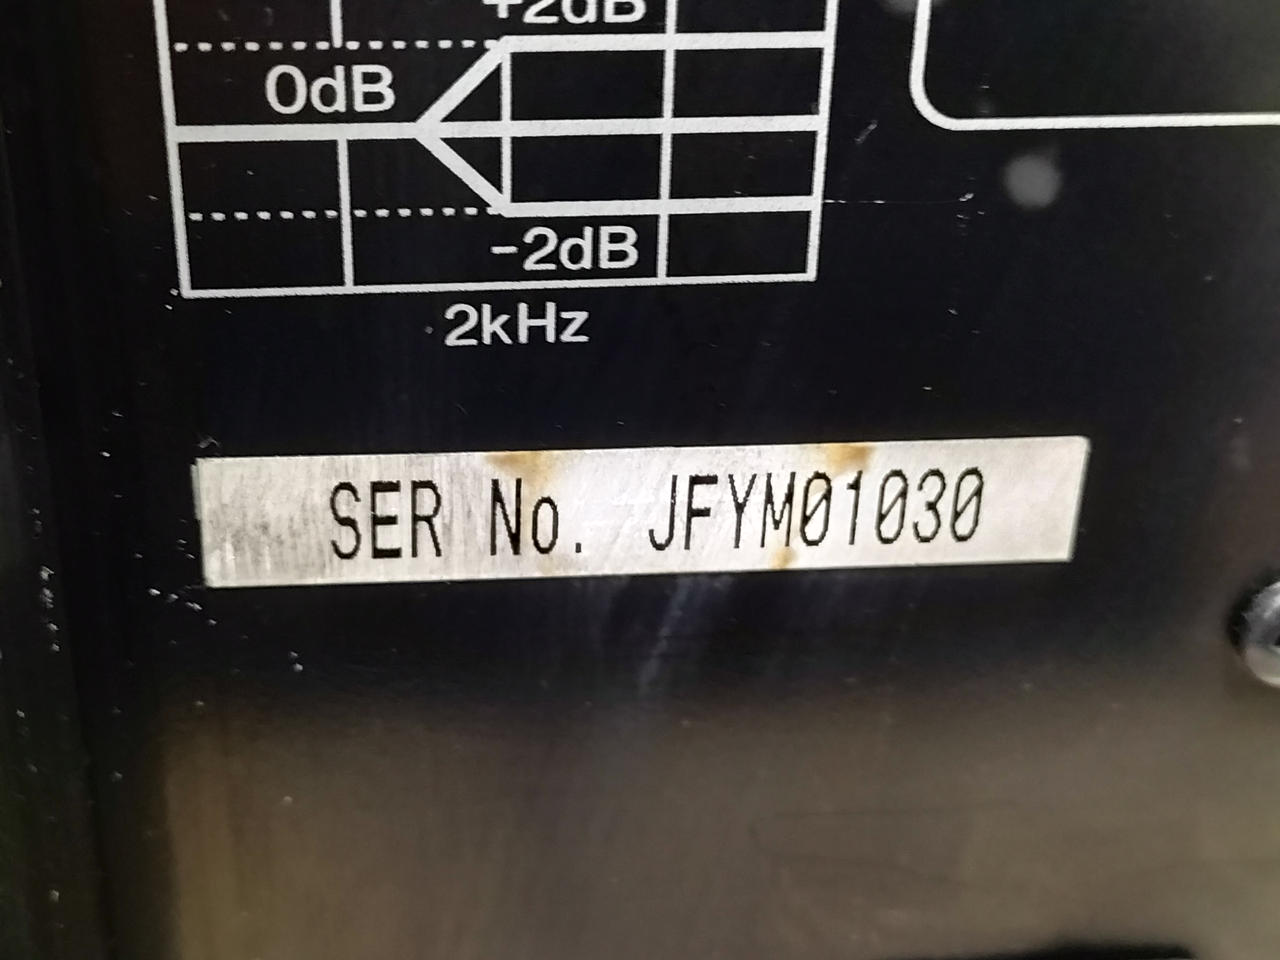 +2dB
0dB
-2dB
2kHz
SER No. JFYM01030